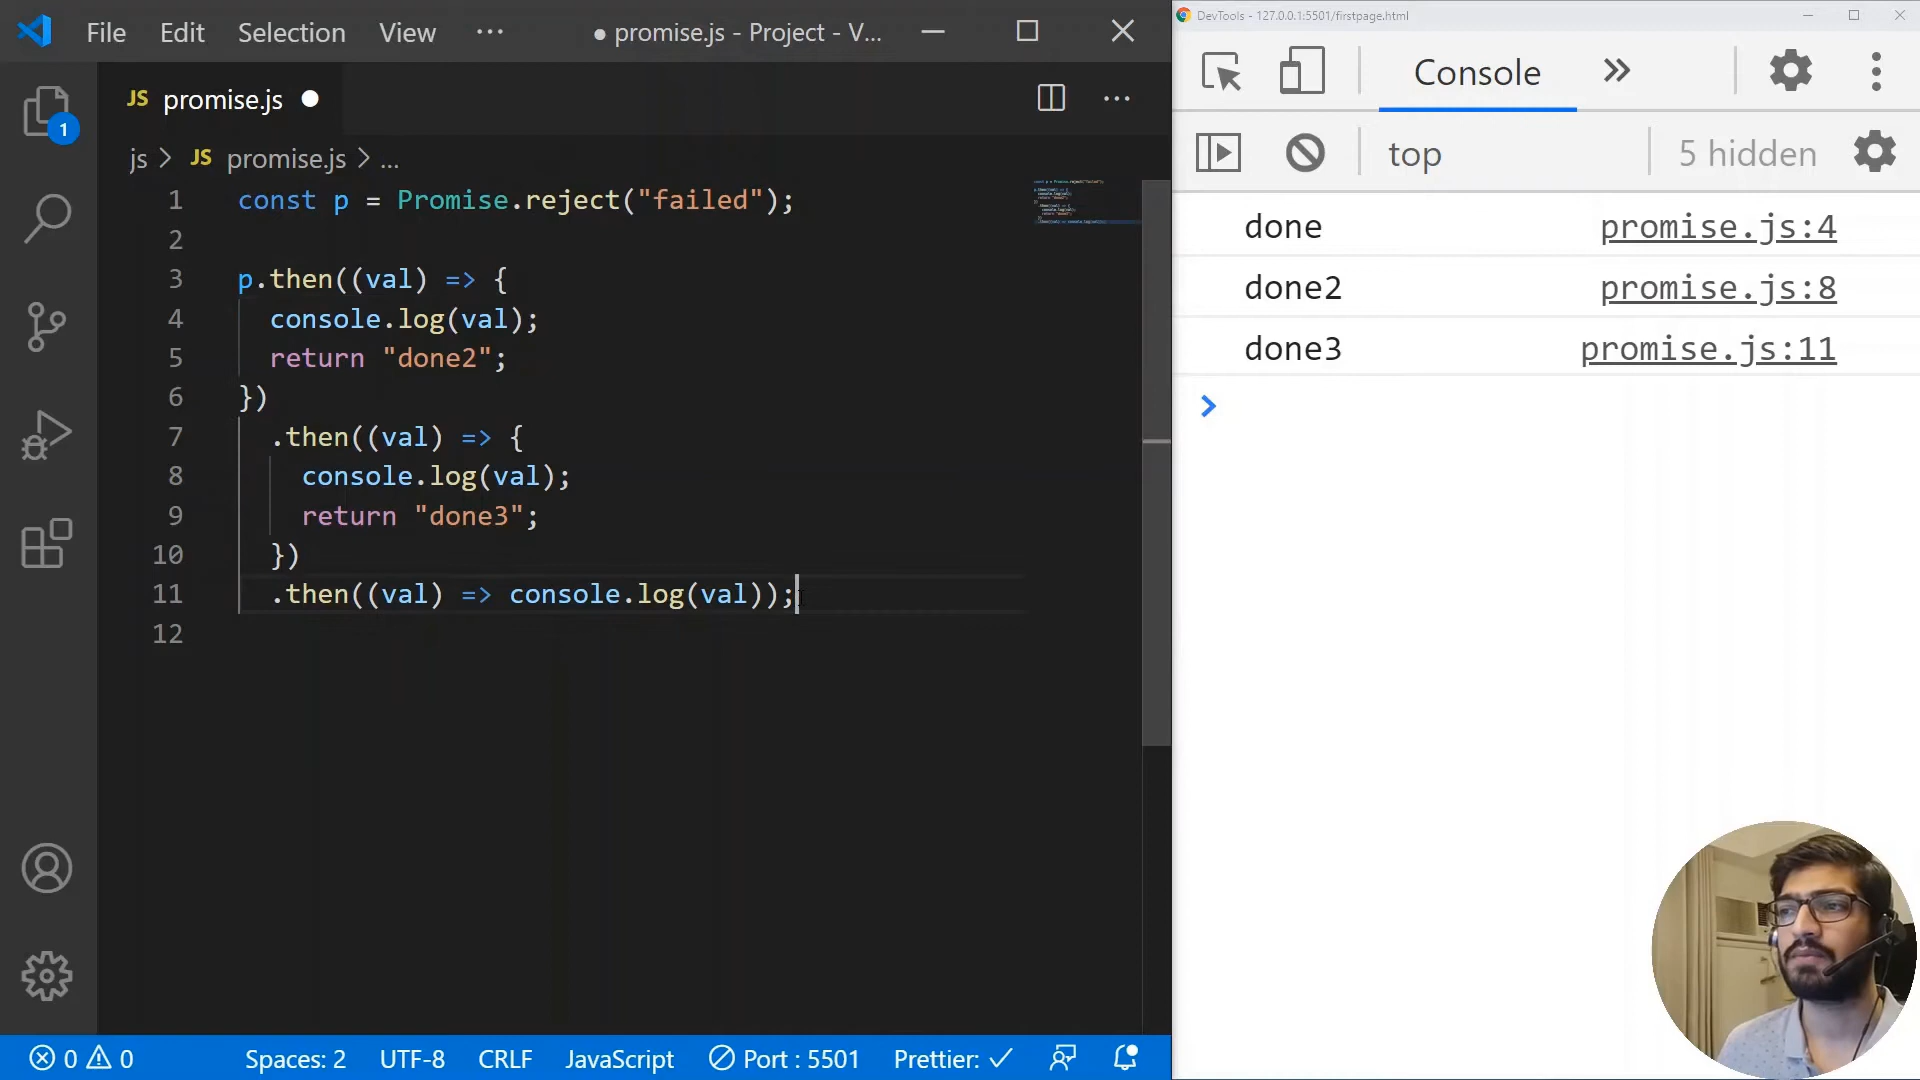 File Edit Selection View ··· ● promise.js - Project - V...
JS promise.js ●
js > JS promise.js > ...
1 const p = Promise.reject("failed");
2
3 p.then((val) => {
4 console.log(val);
5 return "done2";
6 })
7 .then((val) => {
8 console.log(val);
9 return "done3";
10 })
11 .then((val) => console.log(val));
12
1
0 0 Spaces: 2 UTF-8 CRLF JavaScript Port : 5501 Prettier: ✓
DevTools - 127.0.0.1:5501/firstpage.html
Console »
top 5 hidden
done promise.js:4
done2 promise.js:8
done3 promise.js:11
>